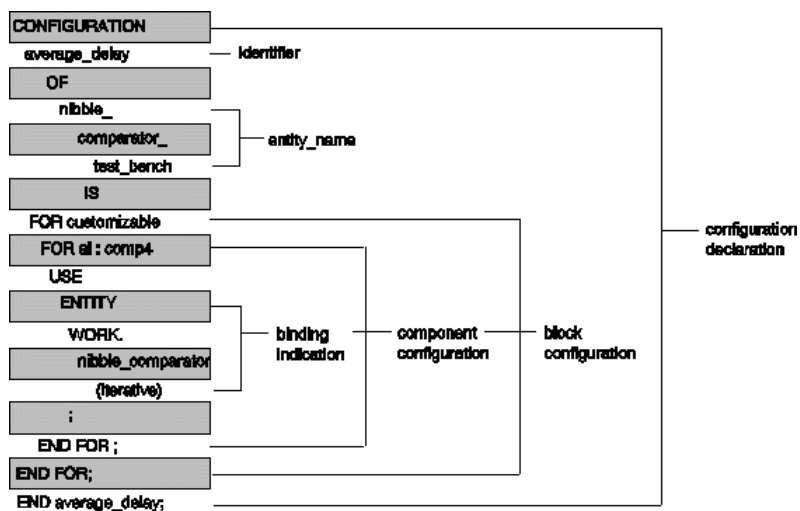 CONFIGURATION
average_delay
identifier
OF
nibble_
comparator_
entity_name
test_bench
IS
FOR customizable
configuration
declaration
FOR all : comp4
USE
ENTITY
WORK.
binding
indication
component
configuration
block
configuration
nibble_comparator
(iterative)
;
END FOR ;
END FOR;
END average_delay;